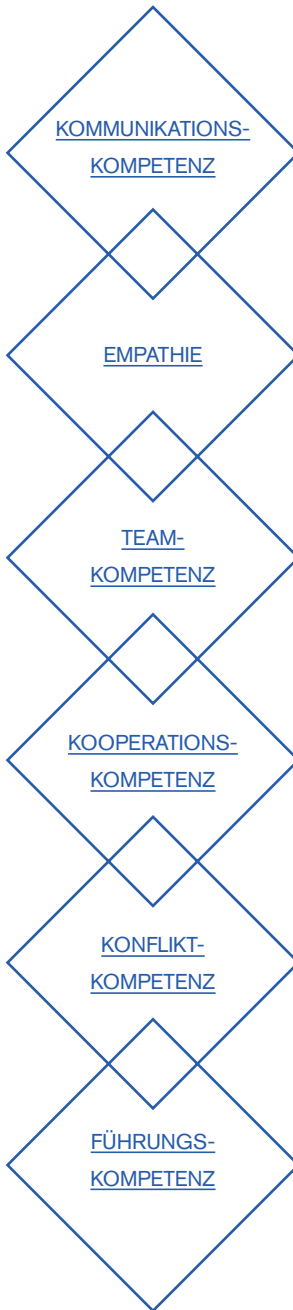 KOMMUNIKATIONS-
KOMPETENZ
EMPATHIE
TEAM-
KOMPETENZ
KOOPERATIONS-
KOMPETENZ
KONFLIKT-
KOMPETENZ
FÜHRUNGS-
KOMPETENZ